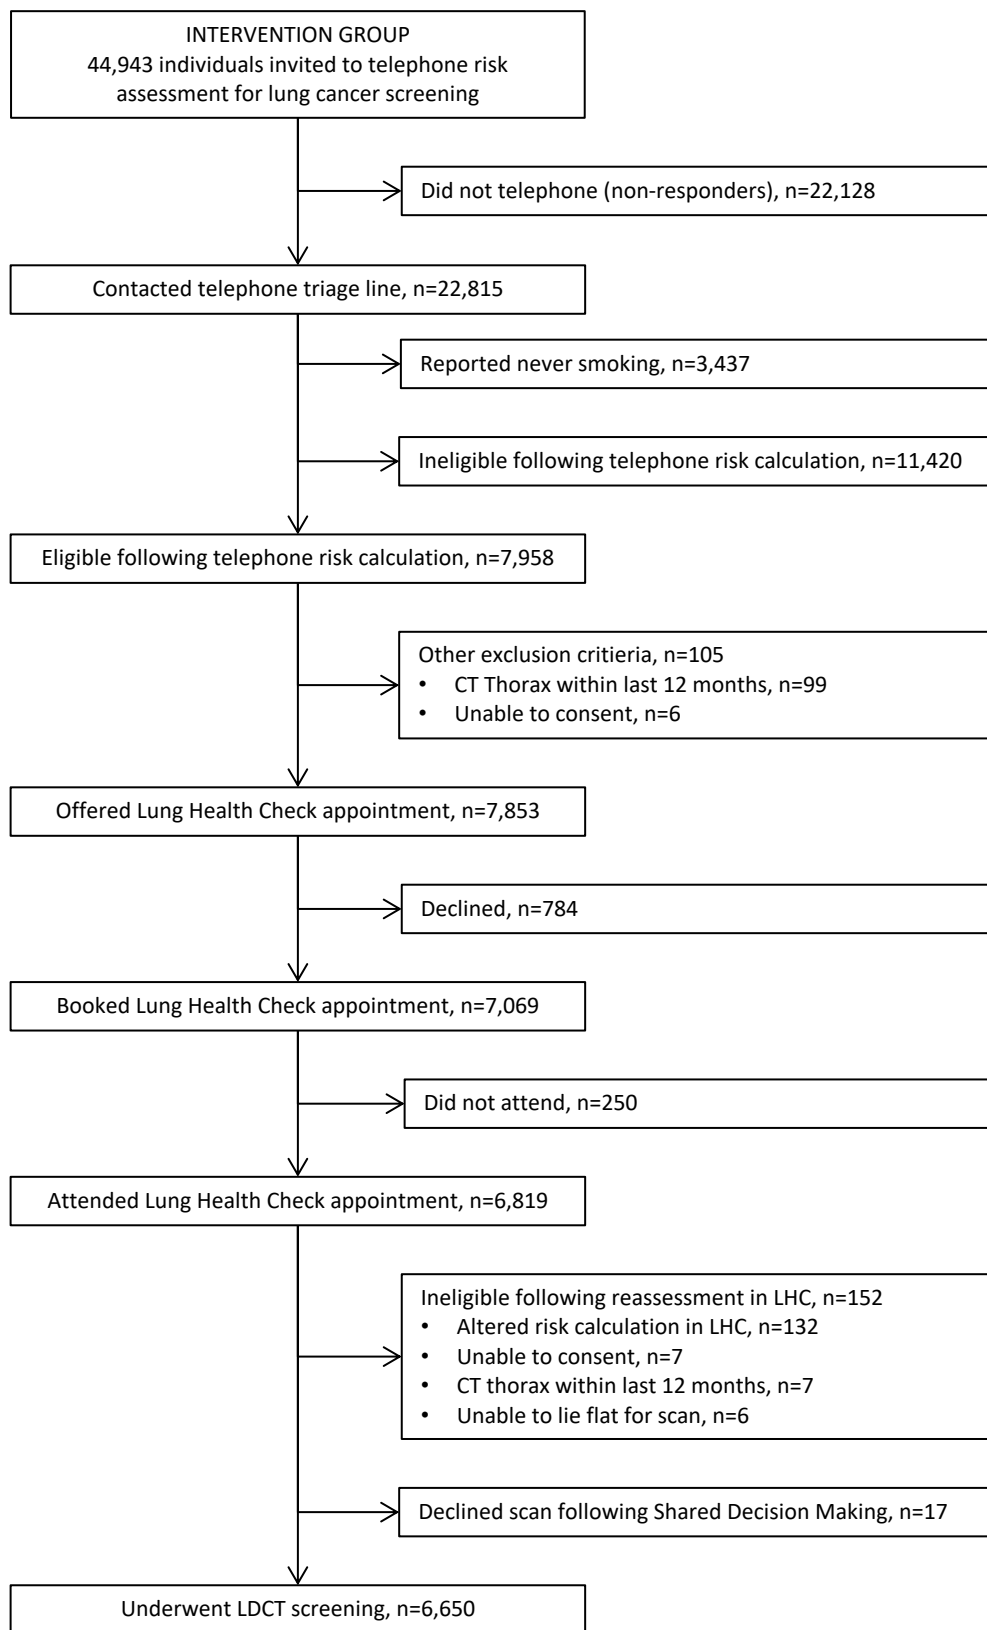 INTERVENTION GROUP
44,943 individuals invited to telephone risk
assessment for lung cancer screening
Did not telephone (non-responders), n=22,128
Contacted telephone triage line, n=22,815
Reported never smoking, n=3,437
Ineligible following telephone risk calculation, n=11,420
Eligible following telephone risk calculation, n=7,958
Other exclusion critieria, n=105
• CT Thorax within last 12 months, n=99
• Unable to consent, n=6
Offered Lung Health Check appointment, n=7,853
Declined, n=784
Booked Lung Health Check appointment, n=7,069
Did not attend, n=250
Attended Lung Health Check appointment, n=6,819
Ineligible following reassessment in LHC, n=152
• Altered risk calculation in LHC, n=132
• Unable to consent, n=7
• CT thorax within last 12 months, n=7
• Unable to lie flat for scan, n=6
Declined scan following Shared Decision Making, n=17
Underwent LDCT screening, n=6,650